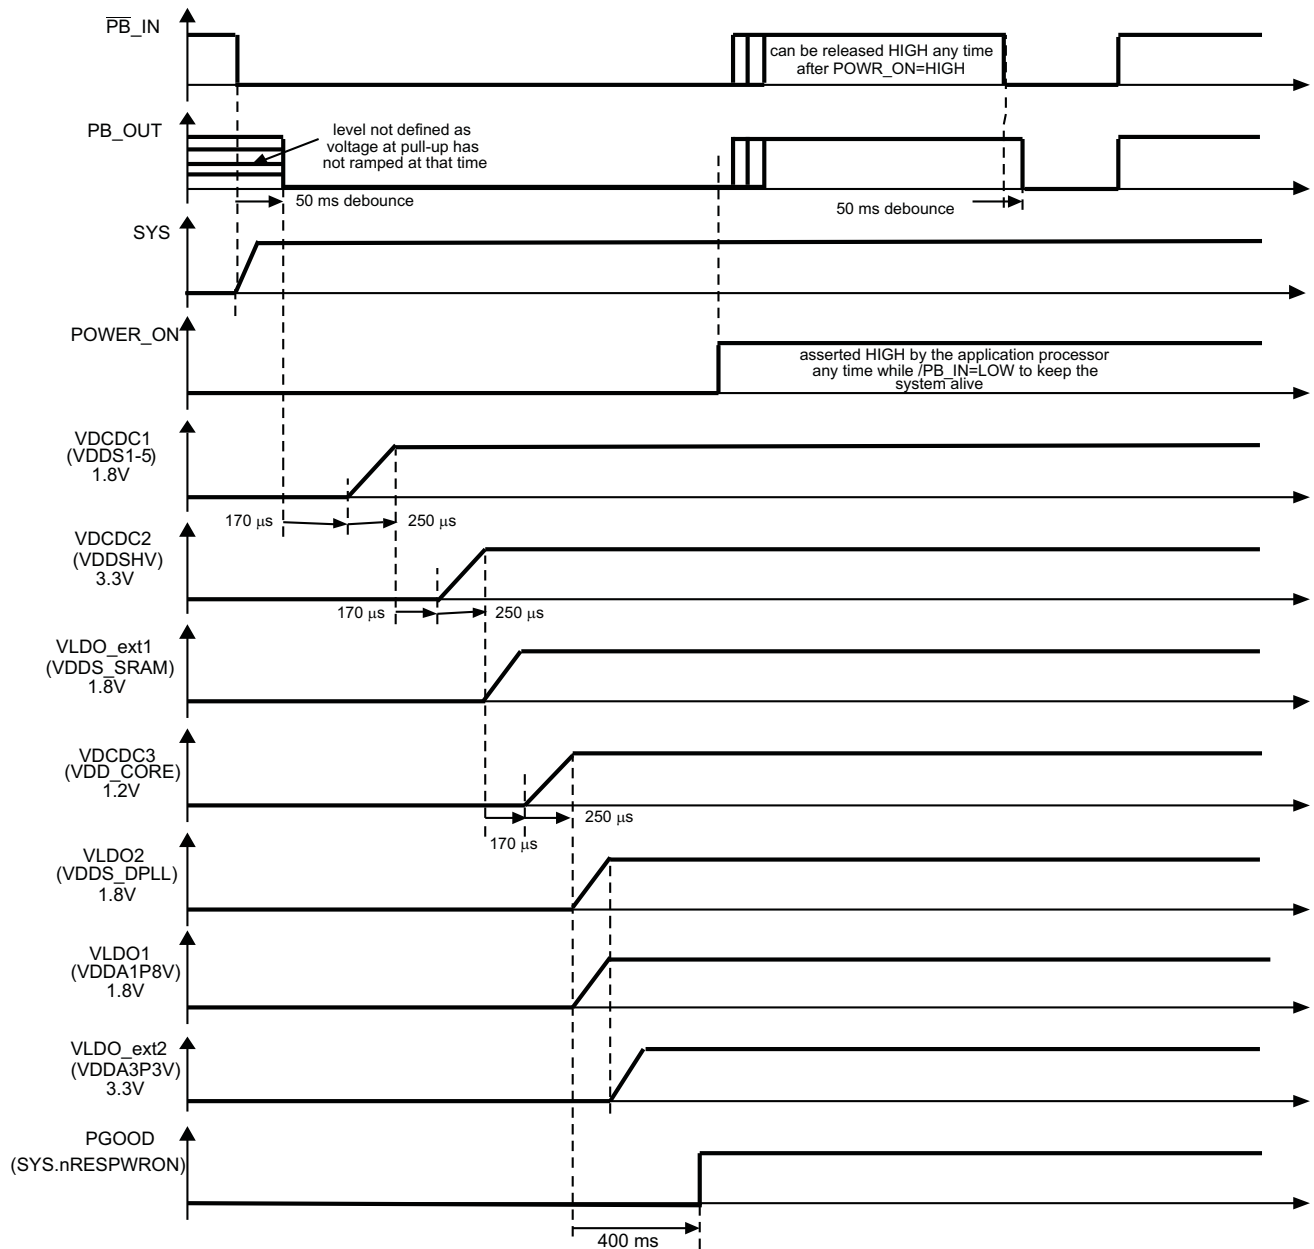 PB_IN
can be released HIGH any time
after POWR_ON=HIGH
PB_OUT
level not defined as
voltage at pull-up has
not ramped at that time
50 ms debounce
50 ms debounce
SYS
POWER_ON
asserted HIGH by the application processor
any time while /PB_IN=LOW to keep the
system alive
VDCDC1
(VDDS1-5)
1.8V
170 μs
250 μs
VDCDC2
(VDDSHV)
3.3V
170 μs
250 μs
VLDO_ext1
(VDDS_SRAM)
1.8V
VDCDC3
(VDD_CORE)
1.2V
250 μs
170 μs
VLDO2
(VDDS_DPLL)
1.8V
VLDO1
(VDDA1P8V)
1.8V
VLDO_ext2
(VDDA3P3V)
3.3V
PGOOD
(SYS.nRESPWRON)
400 ms